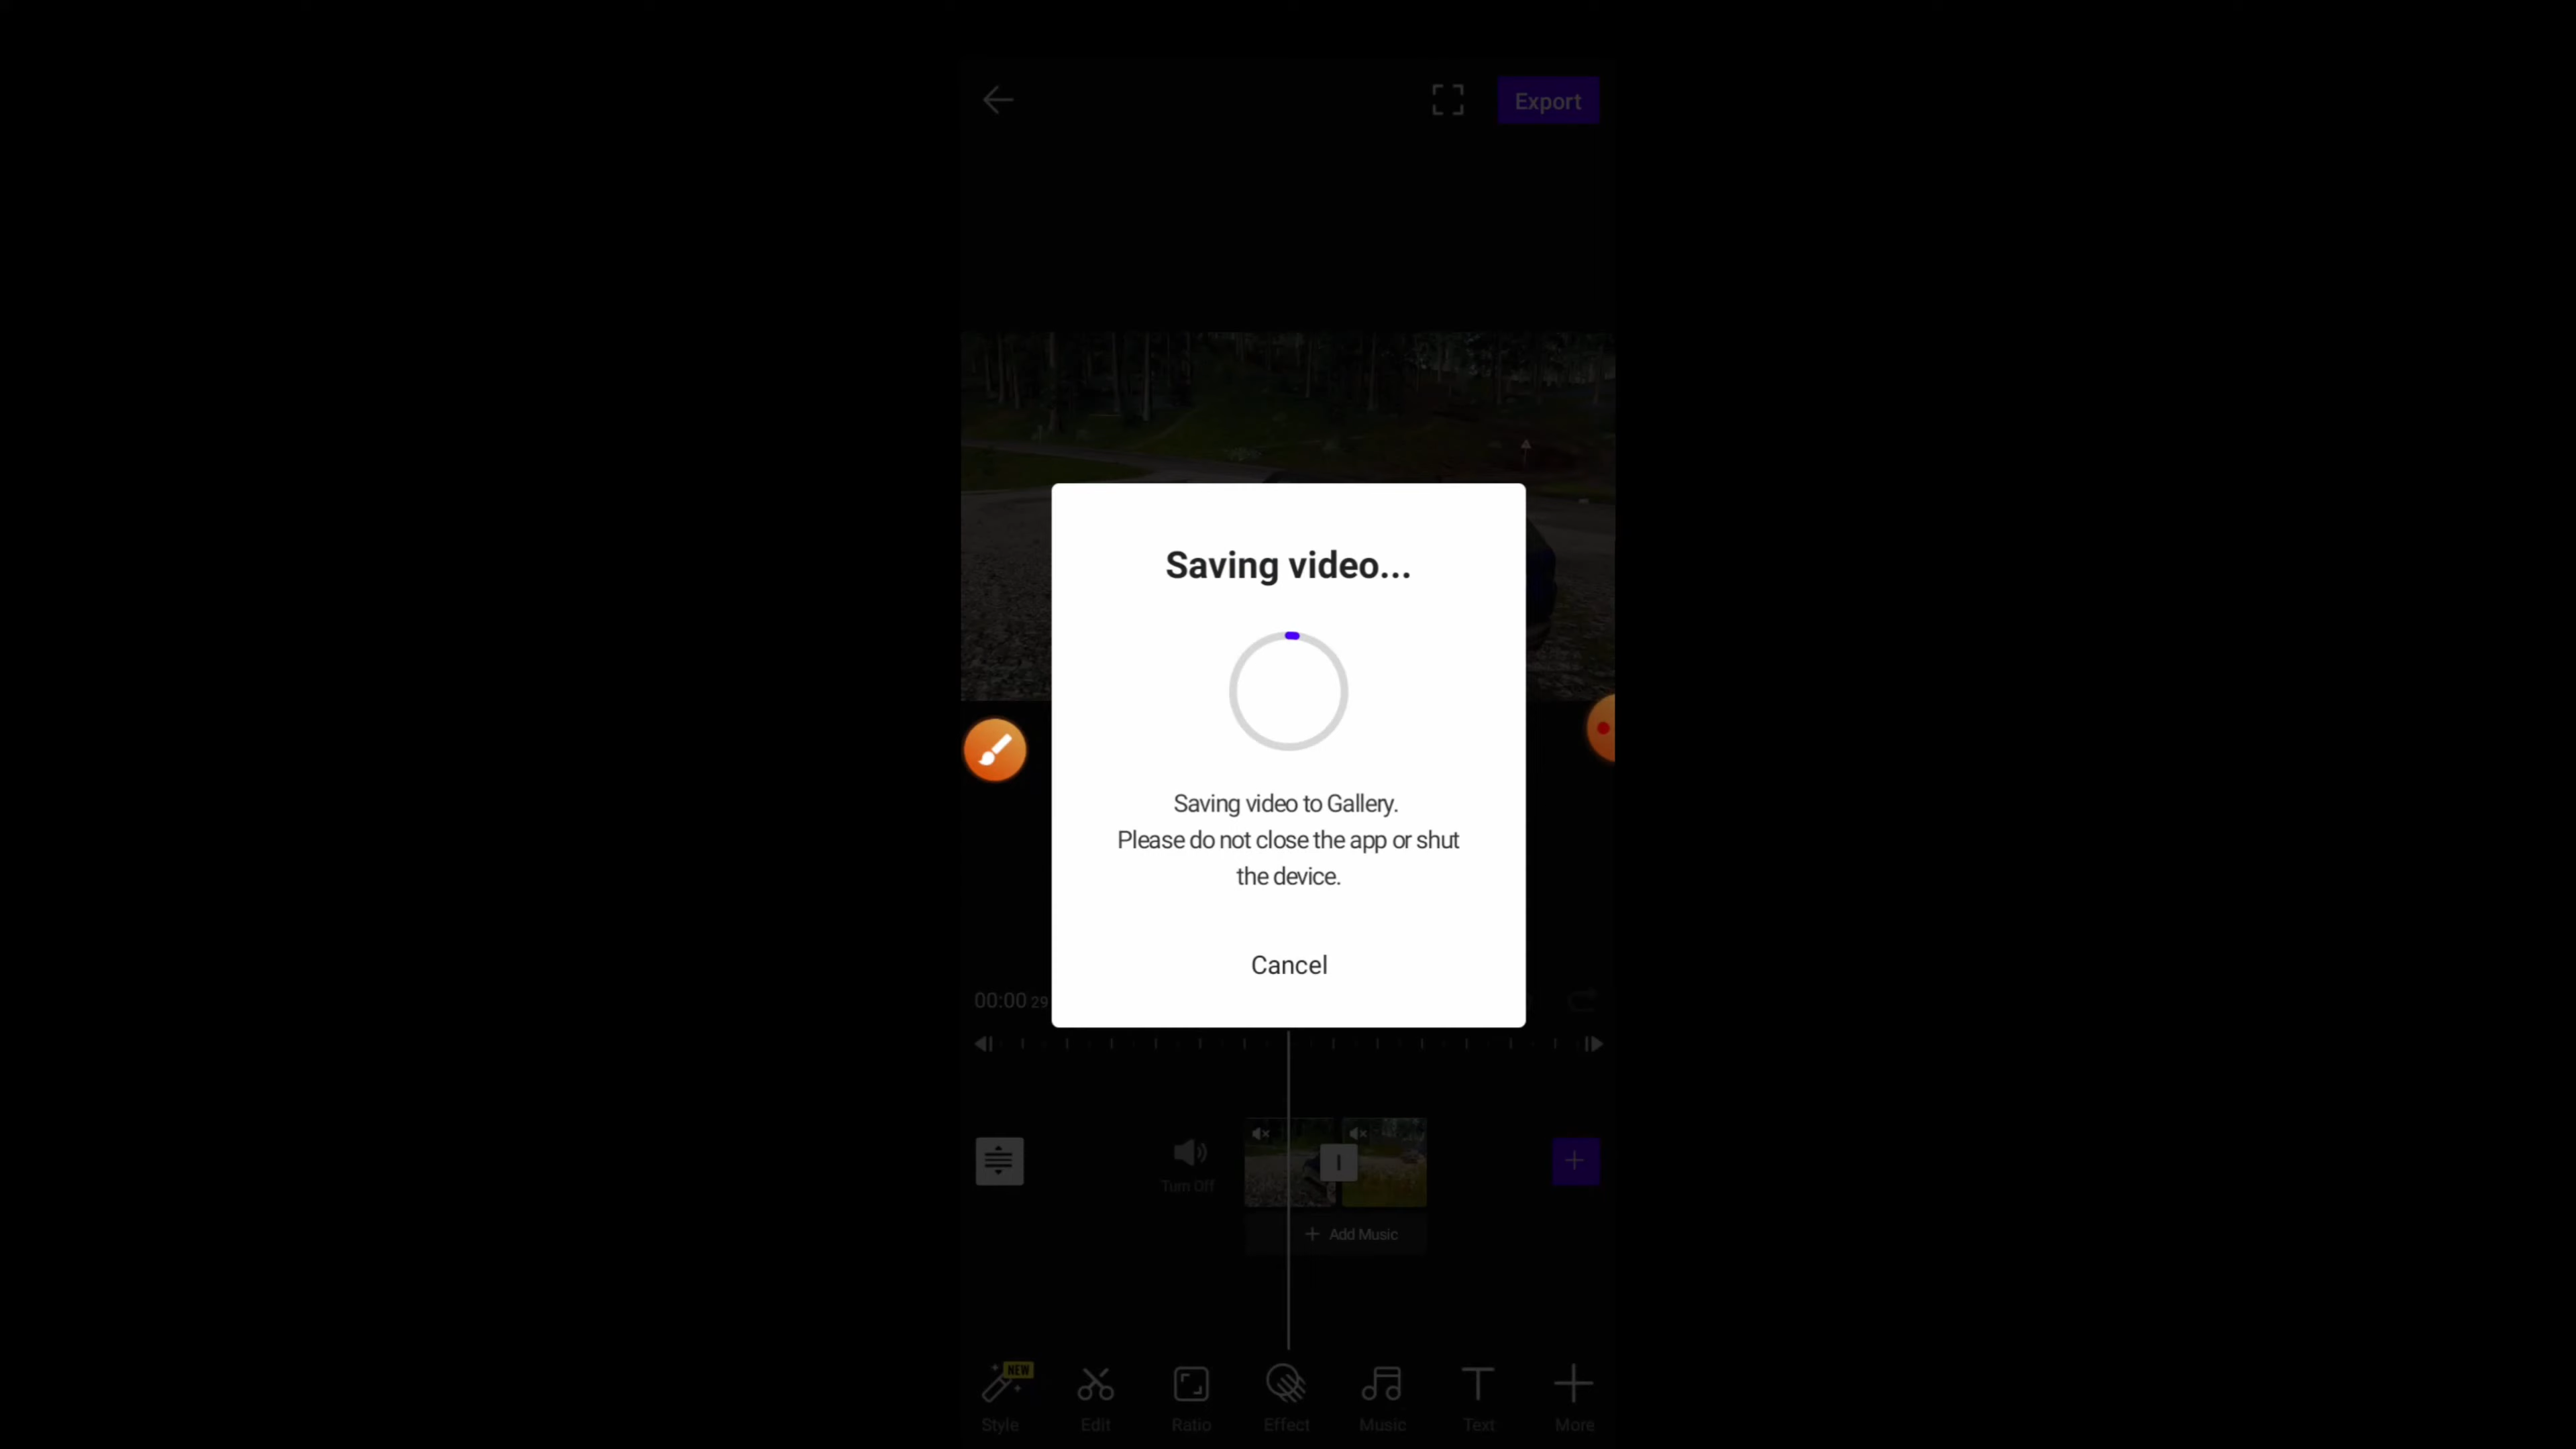 Export
Saving video...
Saving video to Gallery.
Please do not close the app or shut
the device.
Cancel
00:00 29
Turn Off
+ Add Music
NEW
Style
Edit
Ratio
Effect
Music
Text
More